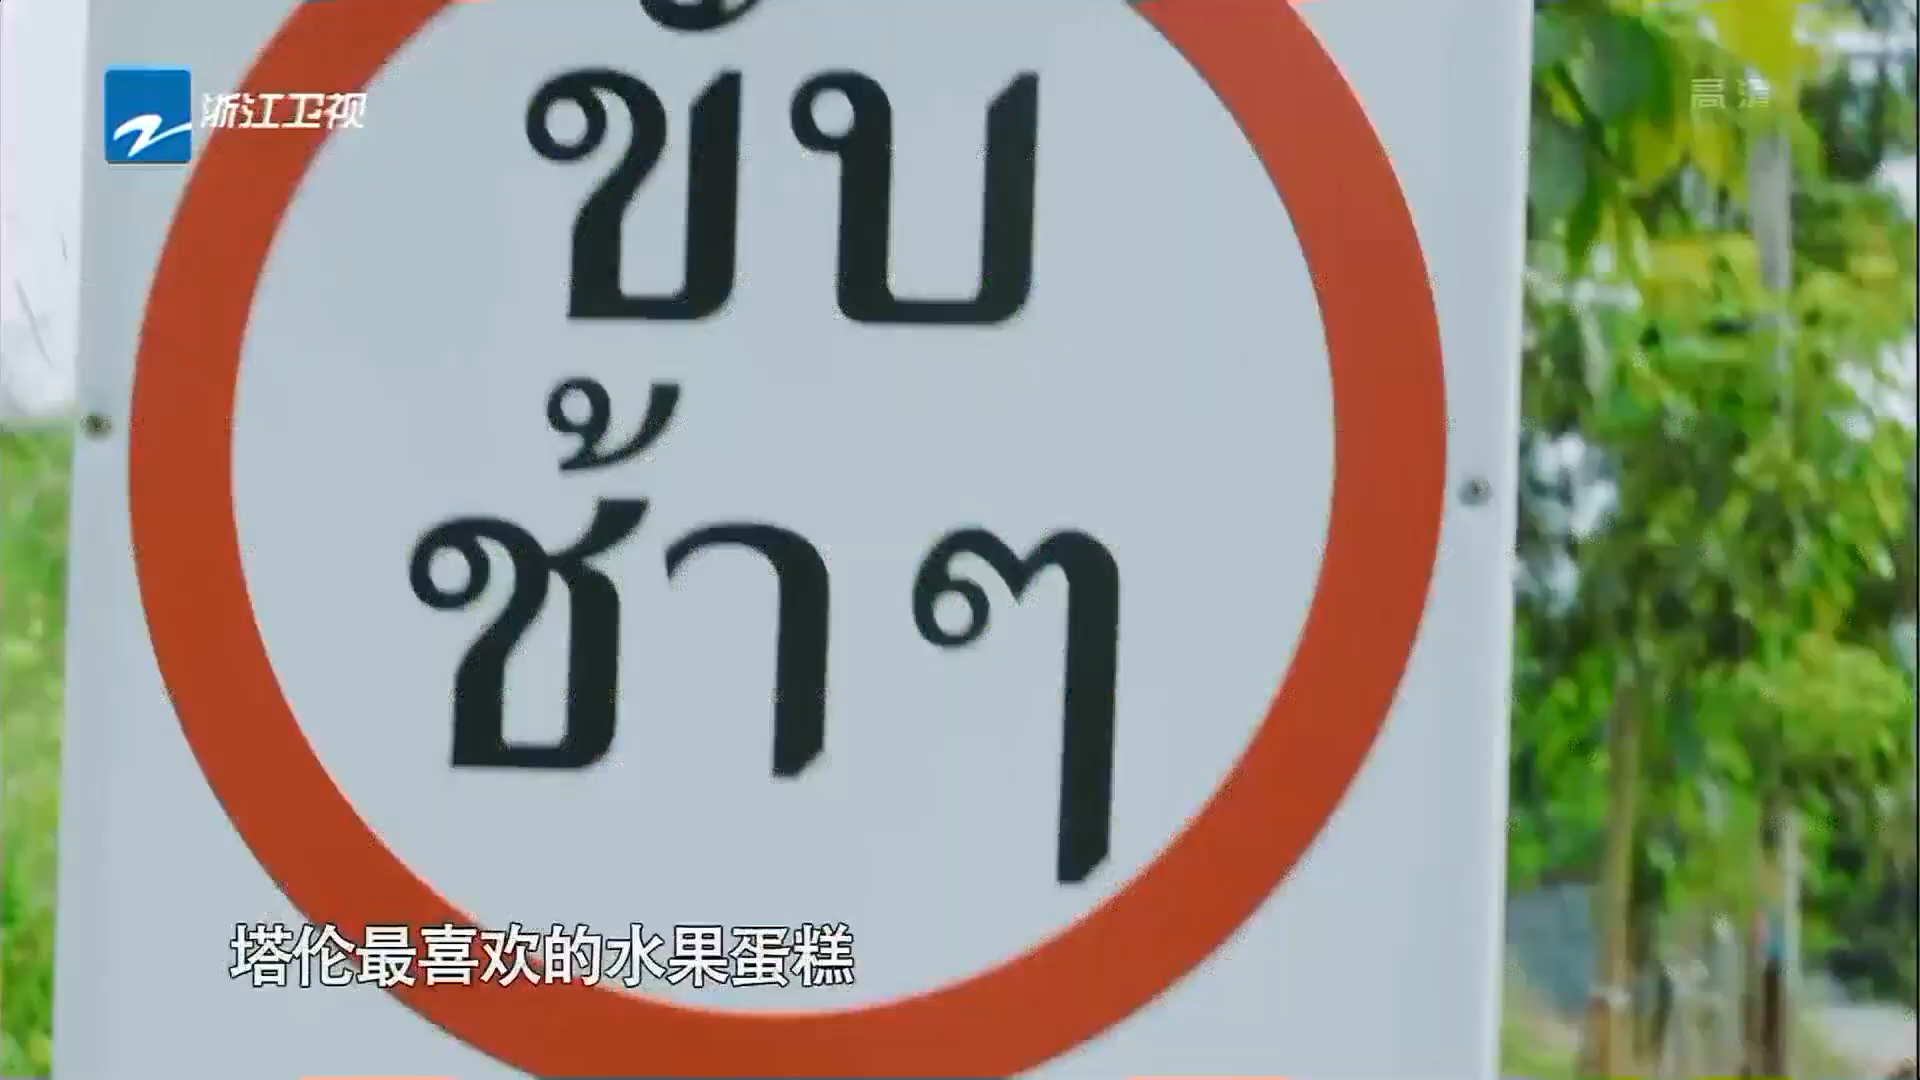 浙江卫视
高清
ขับ
ช้าๆ
塔伦最喜欢的水果蛋糕